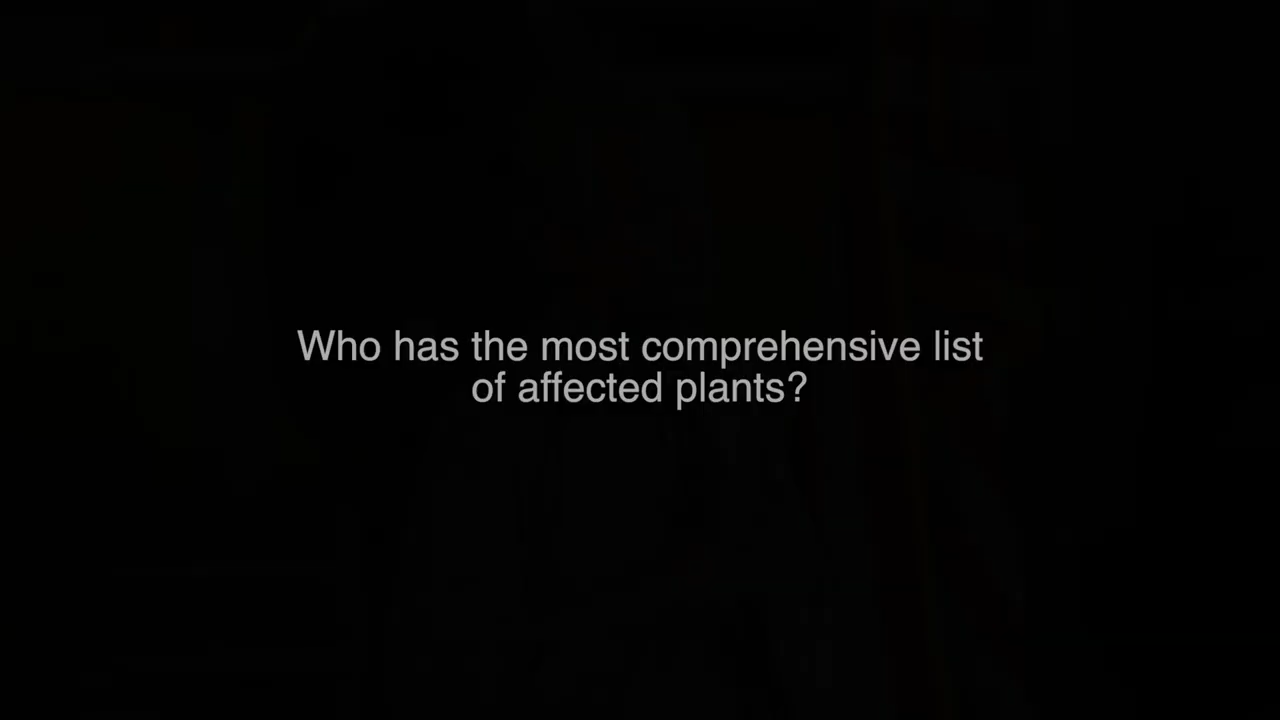 Who has the most comprehensive list
of affected plants?